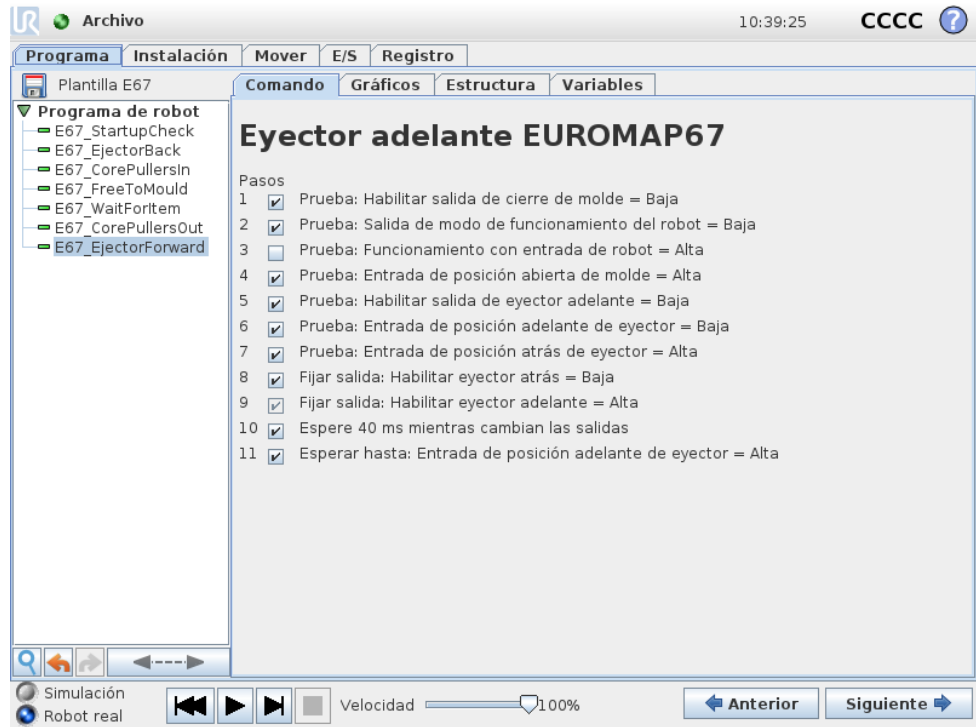 UR Archivo 10:39:25 CCCC ?
Programa Instalación Mover E/S Registro
Plantilla E67
Comando Gráficos Estructura Variables
Programa de robot
E67_StartupCheck
E67_EjectorBack
E67_CorePullersIn
E67_FreeToMould
E67_WaitForItem
E67_CorePullersOut
E67_EjectorForward
Eyector adelante EUROMAP67
Pasos
1 Prueba: Habilitar salida de cierre de molde = Baja
2 Prueba: Salida de modo de funcionamiento del robot = Baja
3 Prueba: Funcionamiento con entrada de robot = Alta
4 Prueba: Entrada de posición abierta de molde = Alta
5 Prueba: Habilitar salida de eyector adelante = Baja
6 Prueba: Entrada de posición adelante de eyector = Baja
7 Prueba: Entrada de posición atrás de eyector = Alta
8 Fijar salida: Habilitar eyector atrás = Baja
9 Fijar salida: Habilitar eyector adelante = Alta
10 Espere 40 ms mientras cambian las salidas
11 Esperar hasta: Entrada de posición adelante de eyector = Alta
Simulación
Robot real
Velocidad 100%
Anterior Siguiente